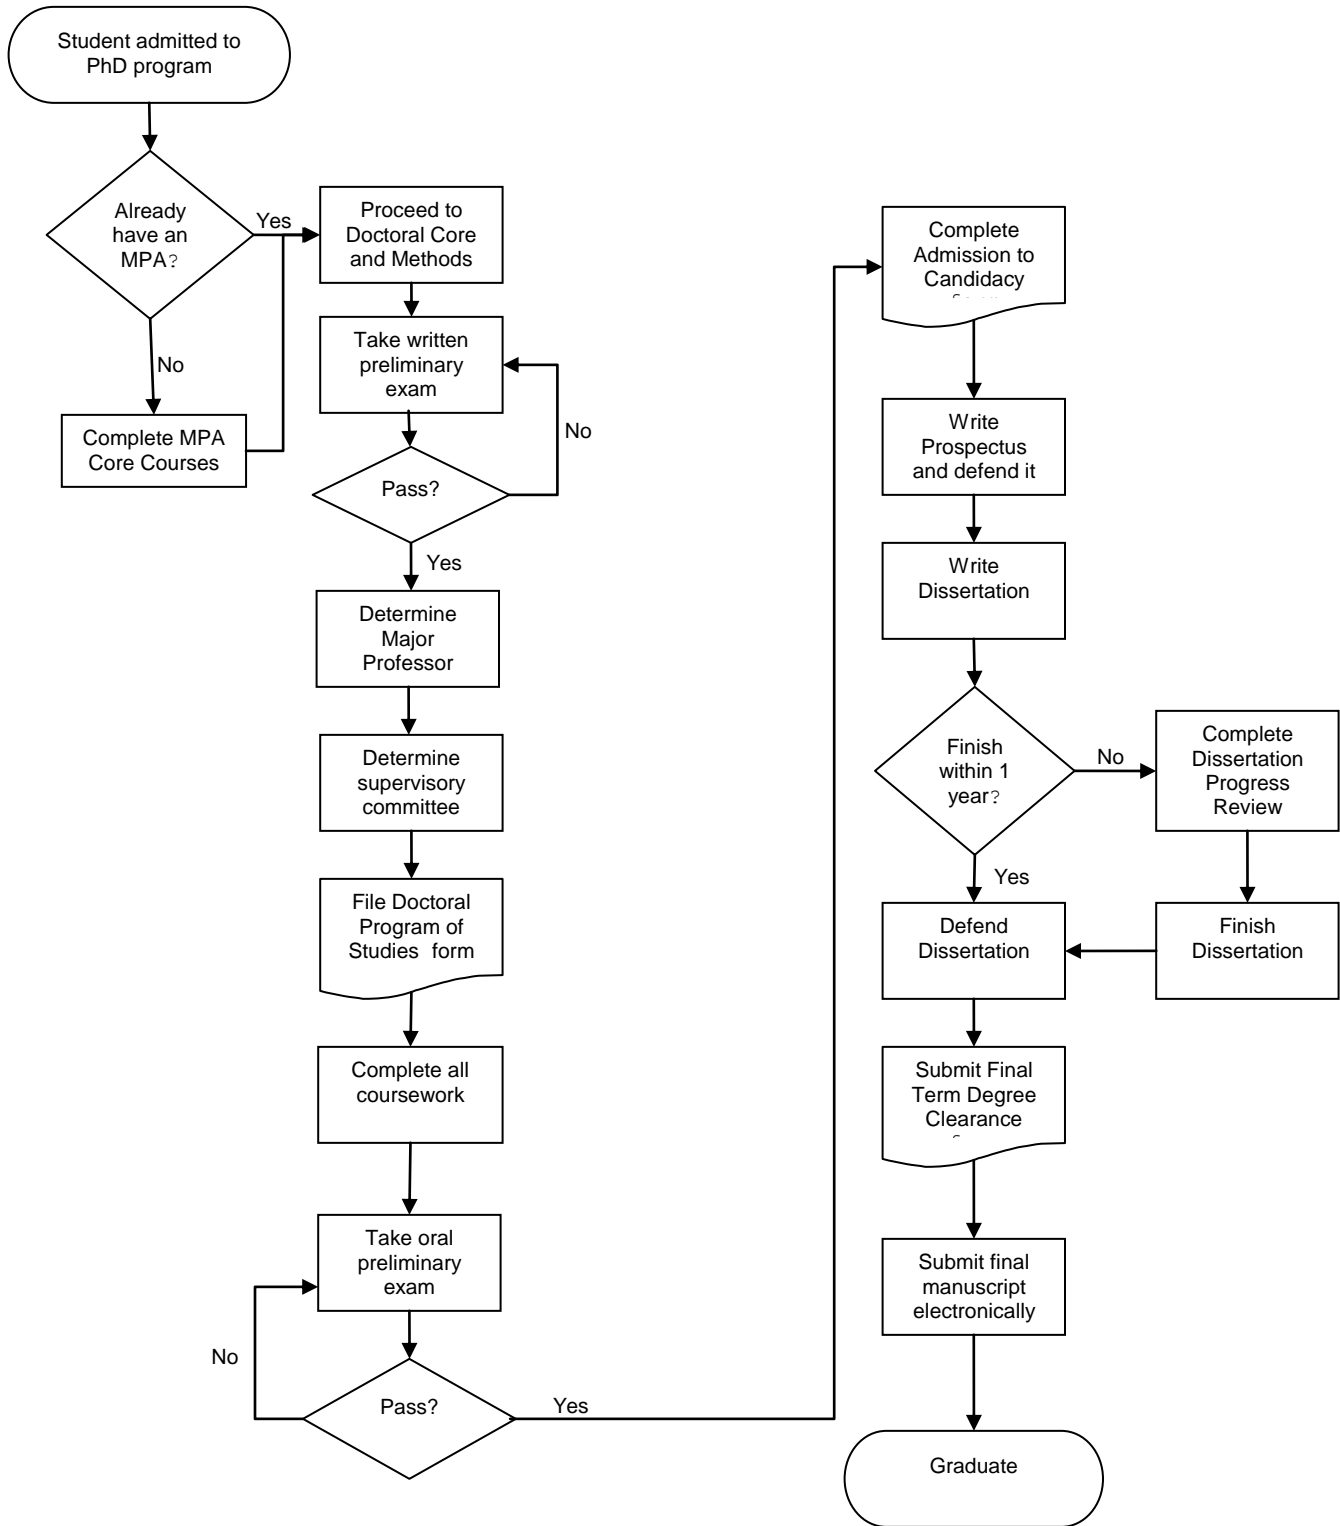 Student admitted to
PhD program
Already
have an
MPA?
Yes
No
Complete MPA
Core Courses
Proceed to
Doctoral Core
and Methods
Take written
preliminary
exam
No
Pass?
Yes
Determine
Major
Professor
Determine
supervisory
committee
File Doctoral
Program of
Studies form
Complete all
coursework
Take oral
preliminary
exam
No
Pass?
Yes
Complete
Admission to
Candidacy
Write
Prospectus
and defend it
Write
Dissertation
Finish
within 1
year?
No
Complete
Dissertation
Progress
Review
Yes
Defend
Dissertation
Finish
Dissertation
Submit Final
Term Degree
Clearance
Submit final
manuscript
electronically
Graduate